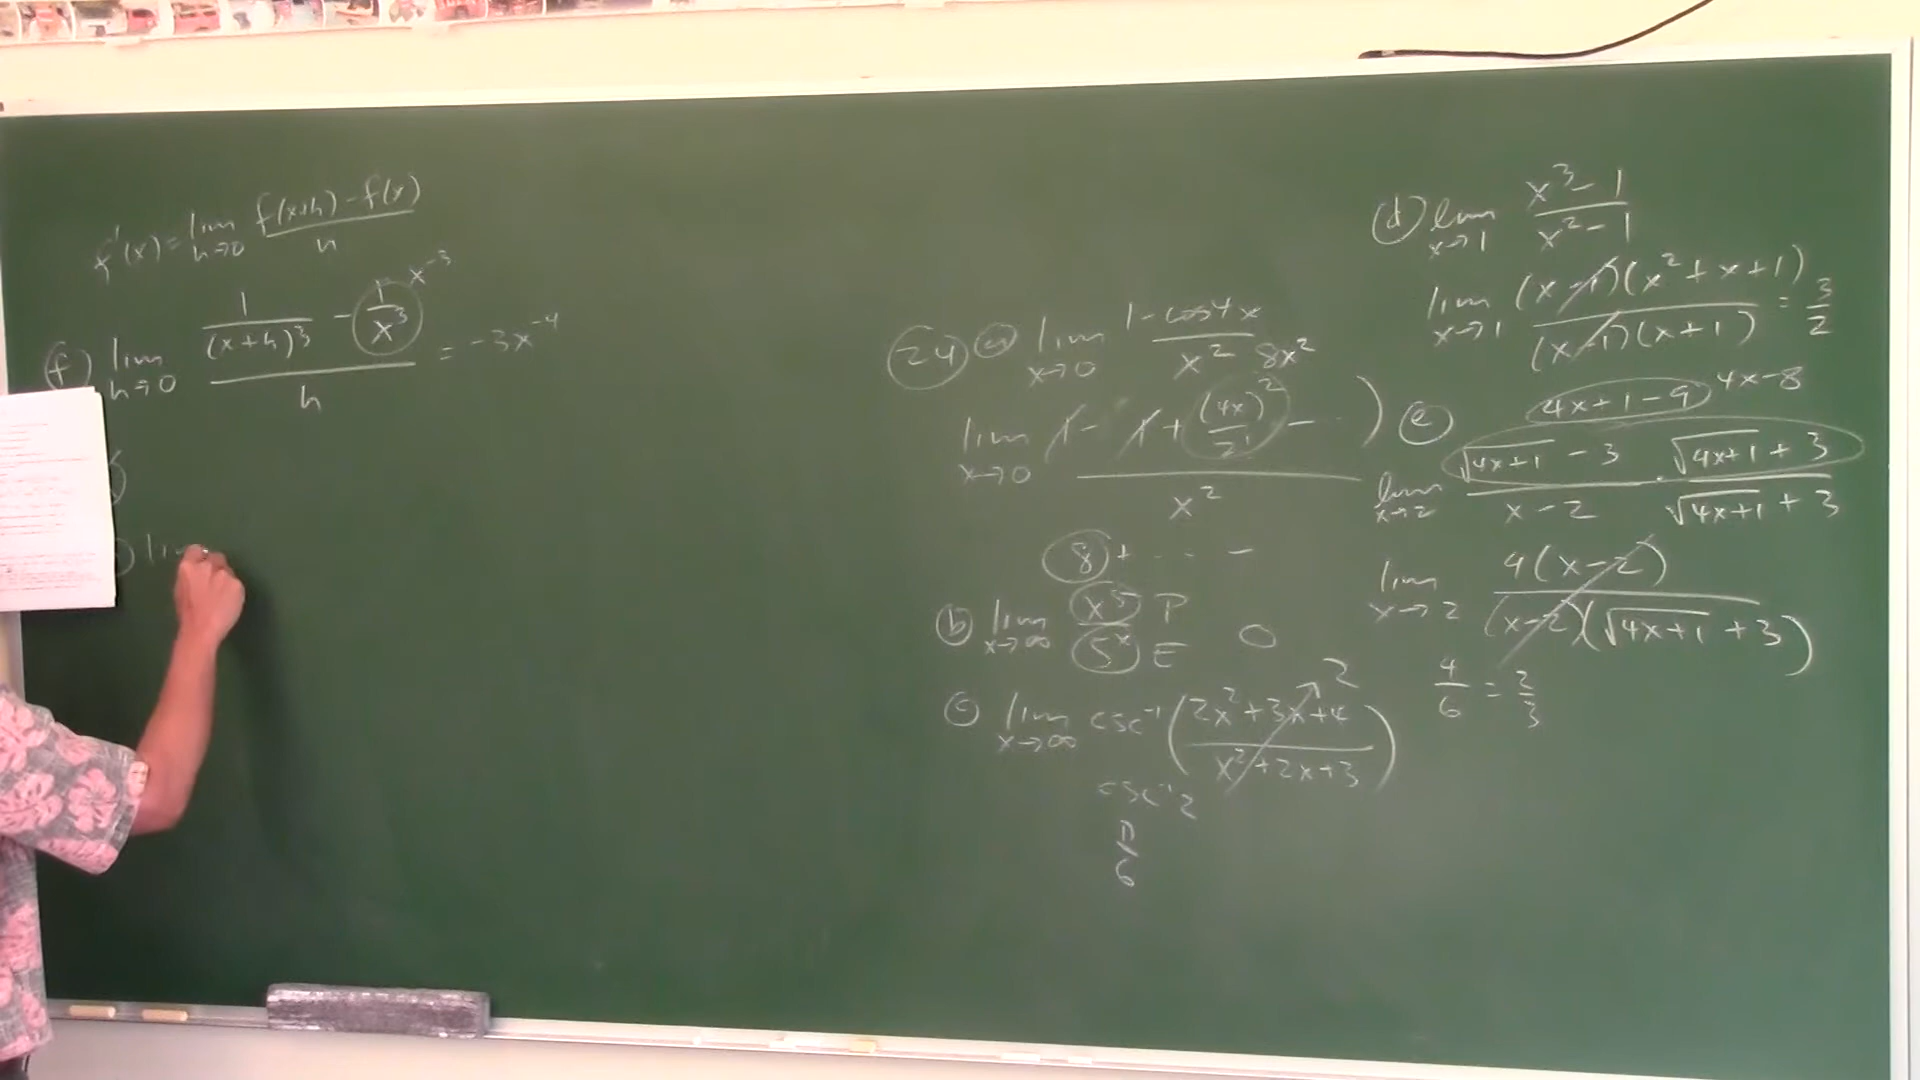 f'(x) = lim h→0 (f(x+h) - f(x))/h
x^-3
(f) lim h→0 (1/(x+h)^3 - 1/x^3)/h = -3x^-4
lim
(24) (a) lim x→0 (1-cos4x)/x^2
8x^2
lim x→0 (1 - 1 + (4x)^2/2! - ... )/x^2
8 + - - -
(b) lim x→∞ x^5/5^x P E 0
(c) lim x→∞ csc^-1 ((2x^2+3x+4)/(x^2+2x+3)) 2
csc^-1 2
π/6
(d) lim x→1 (x^3-1)/(x^2-1)
lim x→1 ((x-1)(x^2+x+1))/((x-1)(x+1)) = 3/2
4x+1-9 4x-8
(e) lim x→2 (√4x+1 - 3)/(x-2) · (√4x+1 + 3)/(√4x+1 + 3)
lim x→2 4(x-2)/((x-2)(√4x+1 + 3))
4/6 = 2/3